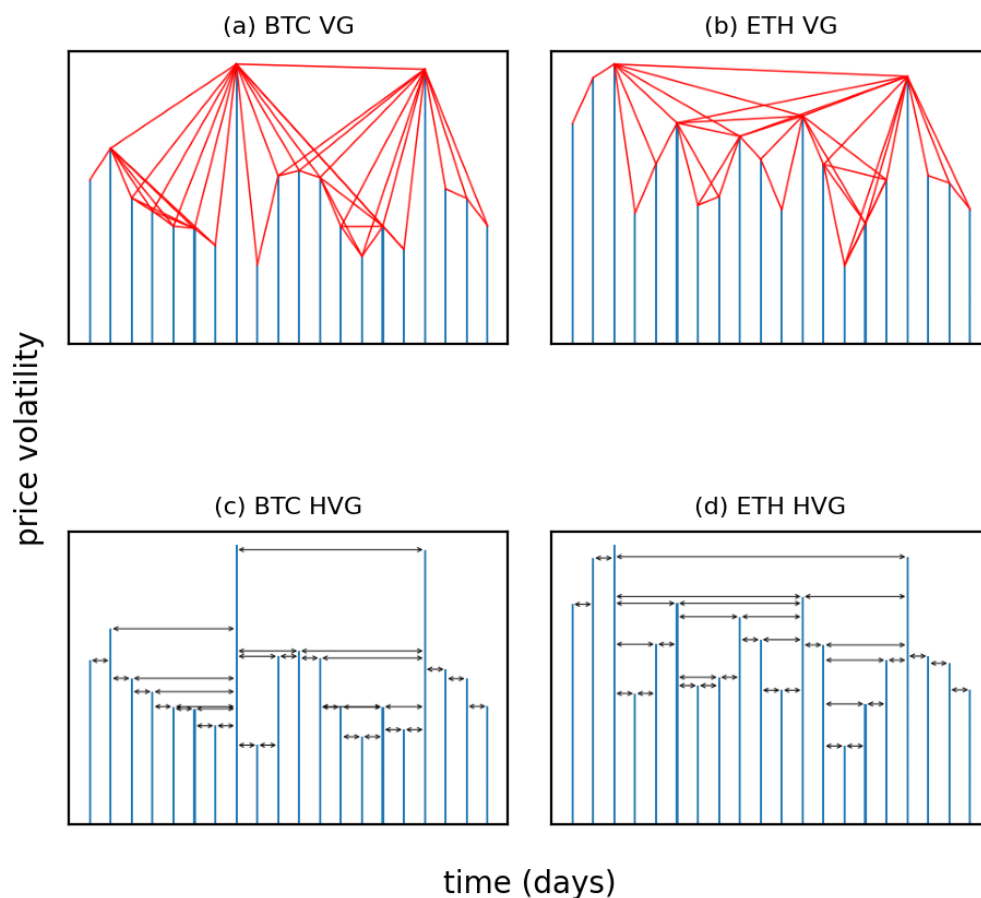 (a) BTC VG
(b) ETH VG
price volatility
(c) BTC HVG
(d) ETH HVG
time (days)